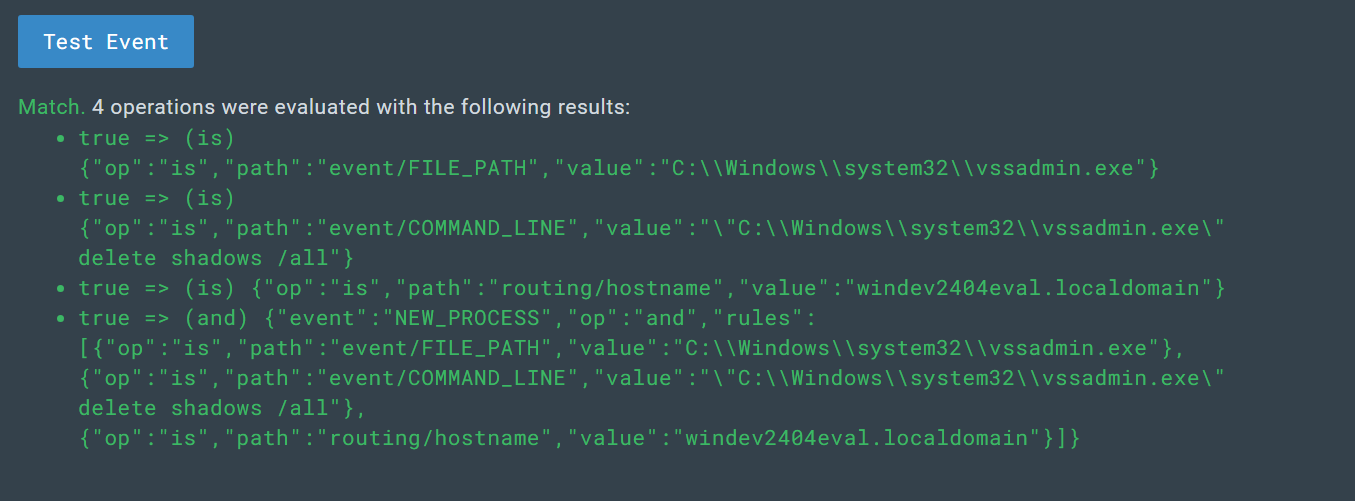 Test Event
Match. 4 operations were evaluated with the following results:
• true => (is)
{"op":"is","path":"event/FILE_PATH","value":"C:\\Windows\\system32\\vssadmin.exe"}
• true => (is)
{"op":"is","path":"event/COMMAND_LINE","value":"\"C:\\Windows\\system32\\vssadmin.exe\"
delete shadows /all"}
• true => (is) {"op":"is","path":"routing/hostname","value":"windev2404eval.localdomain"}
• true => (and) {"event":"NEW_PROCESS","op":"and","rules":
[{"op":"is","path":"event/FILE_PATH","value":"C:\\Windows\\system32\\vssadmin.exe"},
{"op":"is","path":"event/COMMAND_LINE","value":"\"C:\\Windows\\system32\\vssadmin.exe\"
delete shadows /all"},
{"op":"is","path":"routing/hostname","value":"windev2404eval.localdomain"}]}